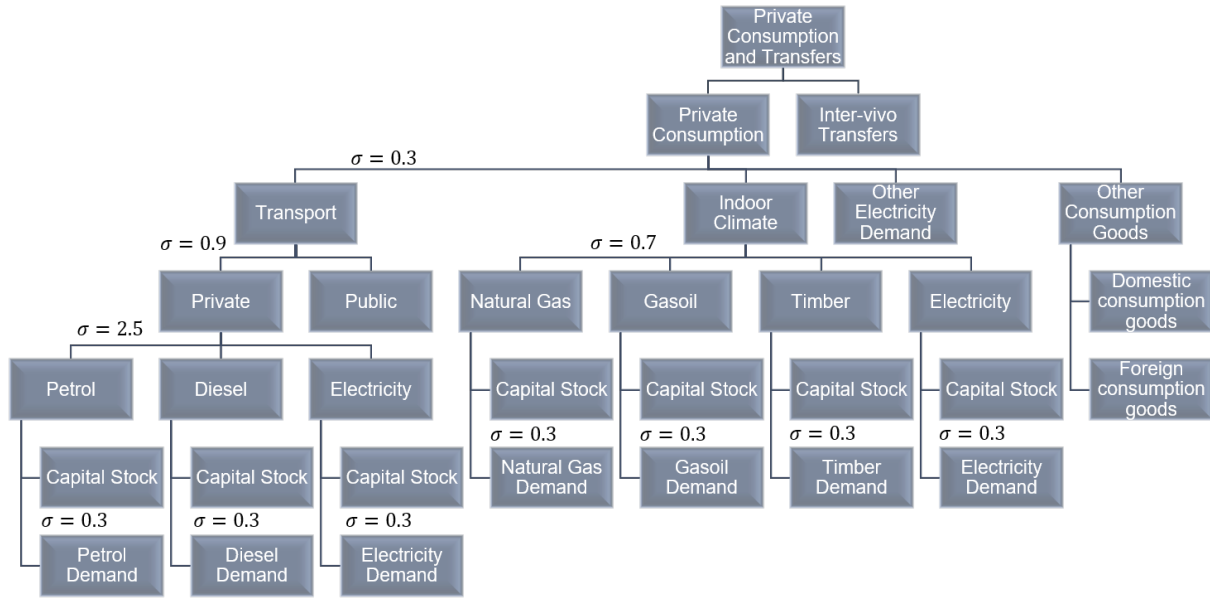 Private
Consumption
and Transfers
Private
Consumption
Inter-vivo
Transfers
σ = 0.3
Transport
Indoor
Climate
Other
Electricity
Demand
Other
Consumption
Goods
σ = 0.9
σ = 0.7
Private
Public
Natural Gas
Gasoil
Timber
Electricity
Domestic
consumption
goods
σ = 2.5
Petrol
Diesel
Electricity
Capital Stock
Capital Stock
Capital Stock
Capital Stock
Foreign
consumption
goods
σ = 0.3
σ = 0.3
σ = 0.3
σ = 0.3
Capital Stock
Capital Stock
Capital Stock
Natural Gas
Demand
Gasoil
Demand
Timber
Demand
Electricity
Demand
σ = 0.3
σ = 0.3
σ = 0.3
Petrol
Demand
Diesel
Demand
Electricity
Demand